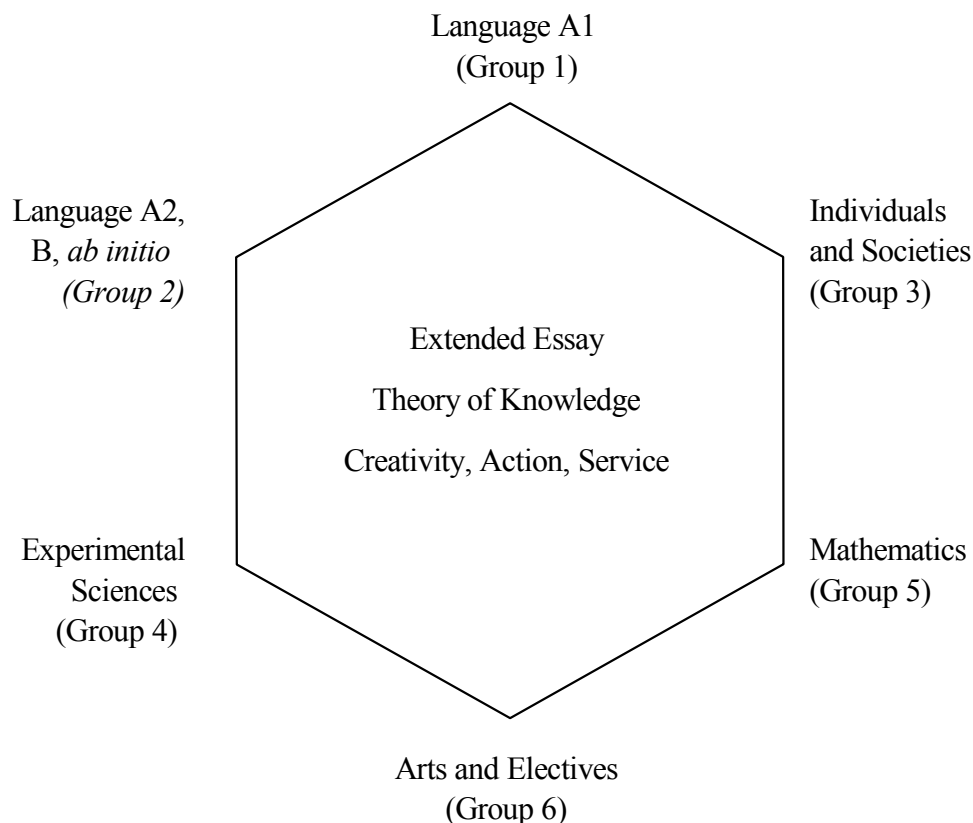 Language A1
(Group 1)
Language A2,
B, ab initio
(Group 2)
Individuals
and Societies
(Group 3)
Extended Essay
Theory of Knowledge
Creativity, Action, Service
Experimental
Sciences
(Group 4)
Mathematics
(Group 5)
Arts and Electives
(Group 6)